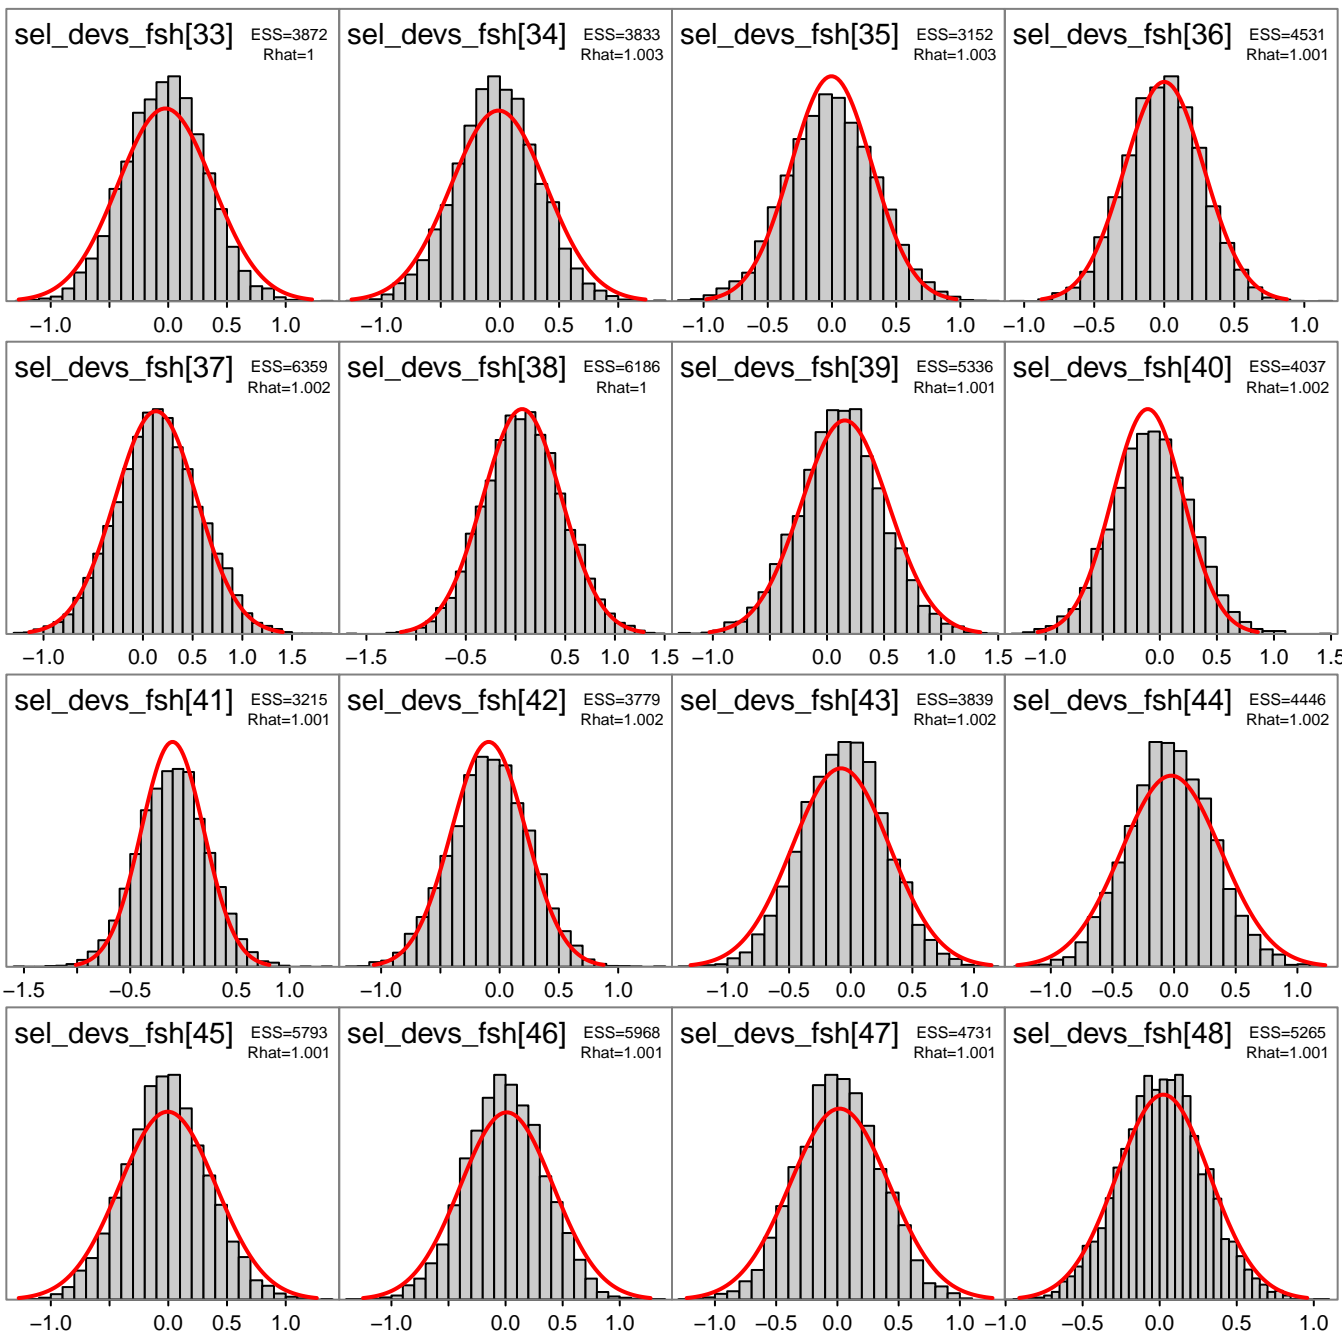 sel_devs_fsh[33] ESS=3872
Rhat=1
sel_devs_fsh[34] ESS=3833
Rhat=1.003
sel_devs_fsh[35] ESS=3152
Rhat=1.003
sel_devs_fsh[36] ESS=4531
Rhat=1.001
−1.0 0.0 0.5 1.0
−1.0 0.0 0.5 1.0
−1.0 −0.5 0.0 0.5 1.0
−1.0 0.0 0.5 1.0
sel_devs_fsh[37] ESS=6359
Rhat=1.002
sel_devs_fsh[38] ESS=6186
Rhat=1
sel_devs_fsh[39] ESS=5336
Rhat=1.001
sel_devs_fsh[40] ESS=4037
Rhat=1.002
−1.0 0.0 0.5 1.0 1.5
−1.5 −0.5 0.5 1.0 1.5
−1.0 0.0 0.5 1.0 1.5
−1.0 0.0 0.5 1.0 1.5
sel_devs_fsh[41] ESS=3215
Rhat=1.001
sel_devs_fsh[42] ESS=3779
Rhat=1.002
sel_devs_fsh[43] ESS=3839
Rhat=1.002
sel_devs_fsh[44] ESS=4446
Rhat=1.002
−1.5 −0.5 0.5 1.0
−1.0 0.0 0.5 1.0
−1.0 −0.5 0.0 0.5 1.0
−1.0 0.0 0.5 1.0
sel_devs_fsh[45] ESS=5793
Rhat=1.001
sel_devs_fsh[46] ESS=5968
Rhat=1.001
sel_devs_fsh[47] ESS=4731
Rhat=1.001
sel_devs_fsh[48] ESS=5265
Rhat=1.001
−1.0 0.0 0.5 1.0
−1.0 0.0 0.5 1.0
−1.0 0.0 0.5 1.0
−1.0 −0.5 0.0 0.5 1.0